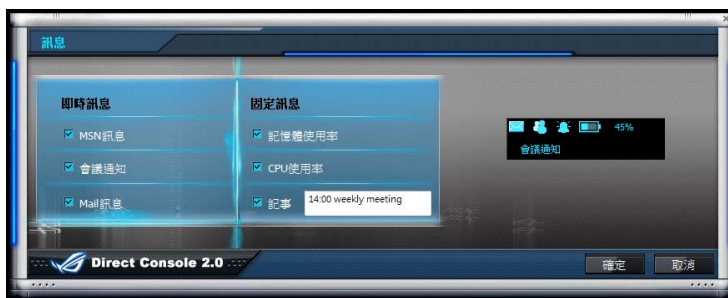 訊息
即時訊息
MSN訊息
會議通知
Mail訊息
固定訊息
記憶體使用率
CPU使用率
記事
14:00 weekly meeting
45%
會議通知
Direct Console 2.0
確定
取消